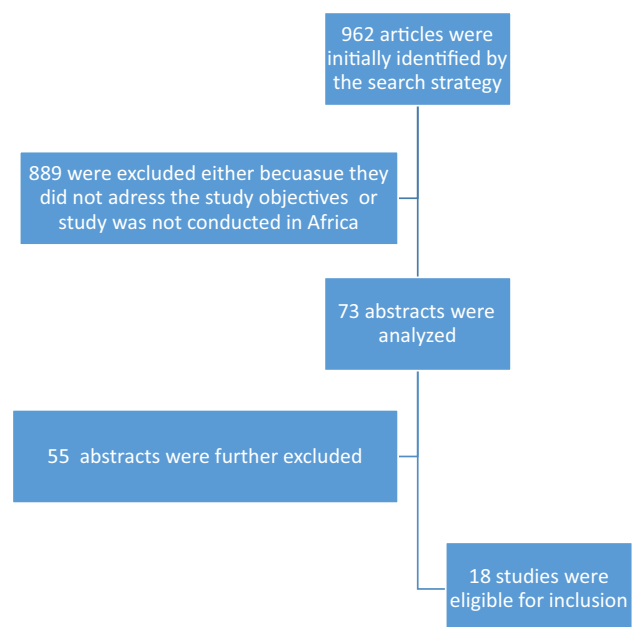 962 articles were
initially identified by
the search strategy
889 were excluded either becuasue they
did not adress the study objectives or
study was not conducted in Africa
73 abstracts were
analyzed
55 abstracts were further excluded
18 studies were
eligible for inclusion